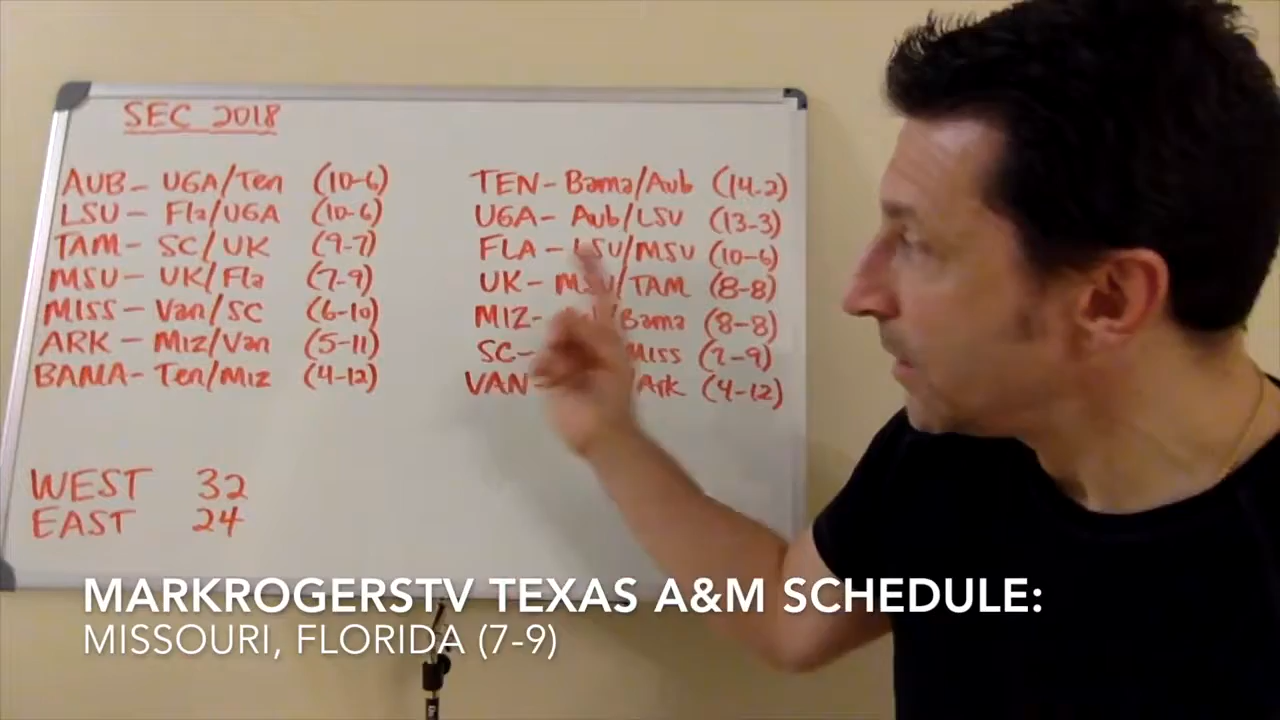 SEC 2018
AUB- UGA/Ten (10-6)
LSU- Fla/UGA (10-6)
TAM- SC/UK (9-7)
MSU- UK/Fla (7-9)
MISS- Van/SC (6-10)
ARK- Miz/Van (5-11)
BAMA- Ten/Miz (4-12)
TEN- Bama/Aub (14-2)
UGA- Aub/LSU (13-3)
FLA- LSU/MSU (10-6)
UK- MSU/TAM (8-8)
MIZ- /Bama (8-8)
SC- Miss (7-9)
VAN- Ark (4-12)
WEST 32
EAST 24
MARKROGERSTV TEXAS A&M SCHEDULE:
MISSOURI, FLORIDA (7-9)